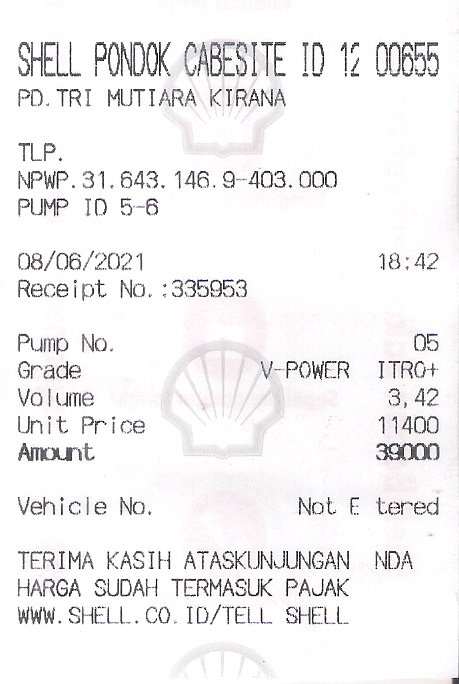 SHELL PONDOK CABESITE ID 12 00655
PD.TRI MUTIARA KIRANA
TLP.
NPWP.31.643.146.9-403.000
PUMP ID 5-6
08/06/2021 18:42
Receipt No.:335953
Pump No. 05
Grade V-POWER ITRO+
Volume 3,42
Unit Price 11400
Amount 39000
Vehicle No. Not E tered
TERIMA KASIH ATASKUNJUNGAN NDA
HARGA SUDAH TERMASUK PAJAK
WWW.SHELL.CO.ID/TELL SHELL